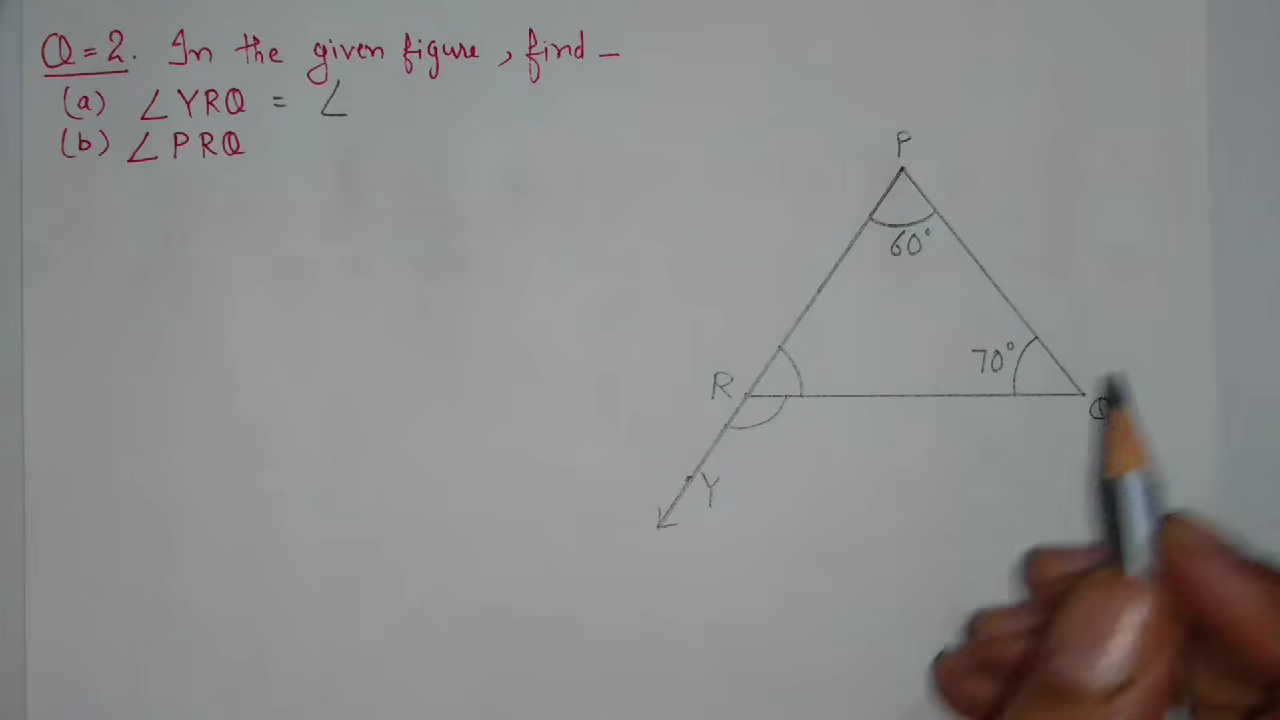 Q=2. In the given figure, find –
(a) ∠YRQ = ∠
(b) ∠PRQ
P
60°
70°
R
Q
Y